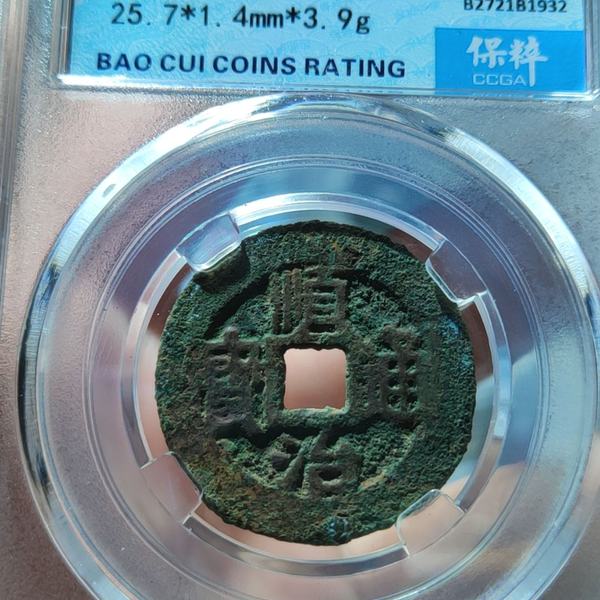 B2721B1932
25.7*1.4mm*3.9g
BAO CUI COINS RATING
保粹
CCGA
順治通寶